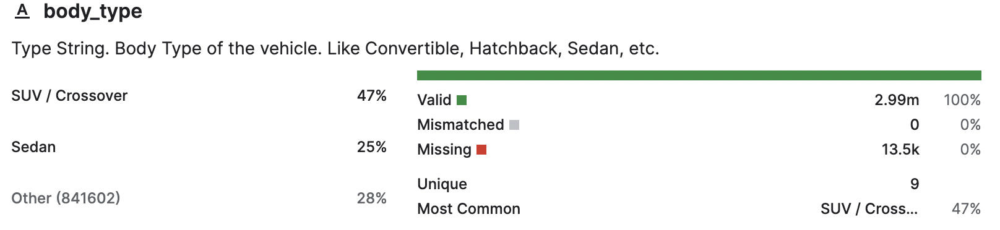 A body_type
Type String. Body Type of the vehicle. Like Convertible, Hatchback, Sedan, etc.
SUV / Crossover 47%
Sedan 25%
Other (841602) 28%
Valid 2.99m 100%
Mismatched 0 0%
Missing 13.5k 0%
Unique 9
Most Common SUV / Cross... 47%